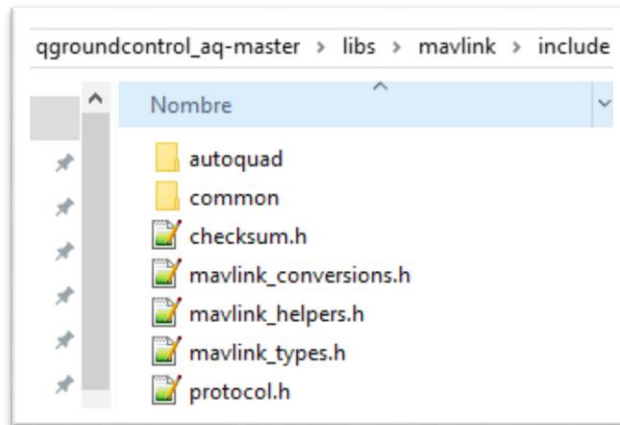 qgroundcontrol_aq-master > libs > mavlink > include
Nombre
autoquad
common
checksum.h
mavlink_conversions.h
mavlink_helpers.h
mavlink_types.h
protocol.h